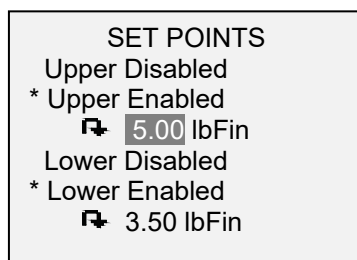 SET POINTS
Upper Disabled
* Upper Enabled
5.00 lbFin
Lower Disabled
* Lower Enabled
3.50 lbFin